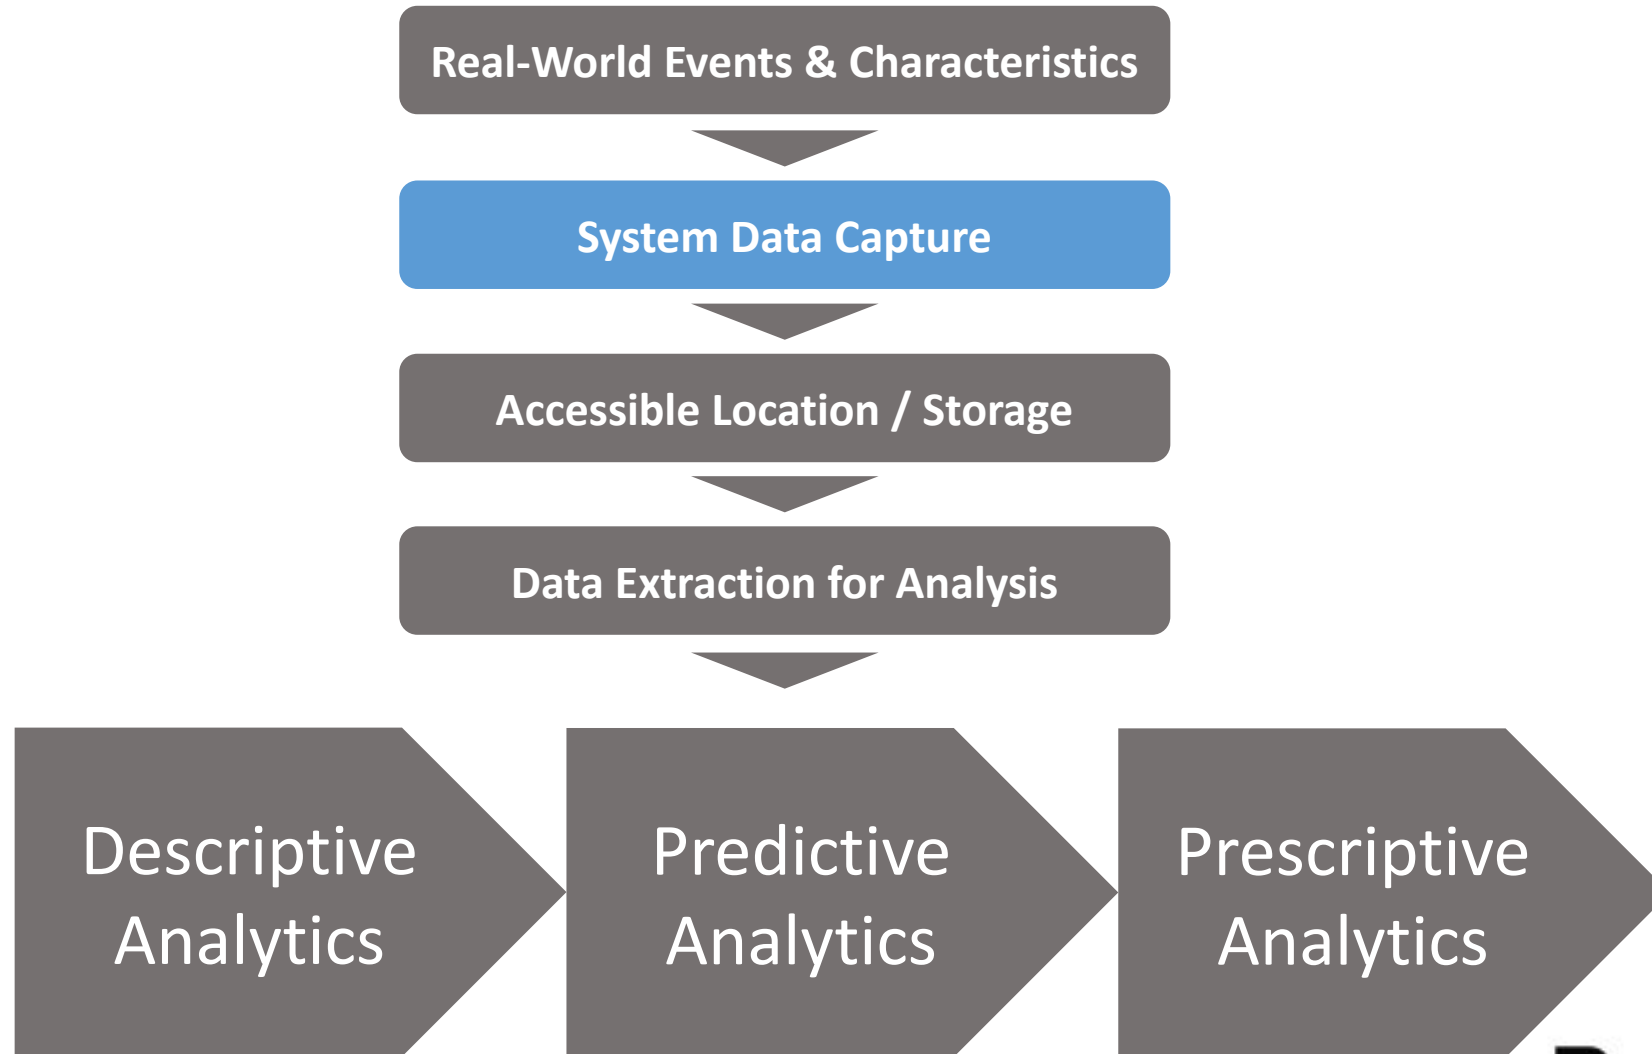 Real-World Events & Characteristics
System Data Capture
Accessible Location / Storage
Data Extraction for Analysis
Descriptive
Analytics
Predictive
Analytics
Prescriptive
Analytics